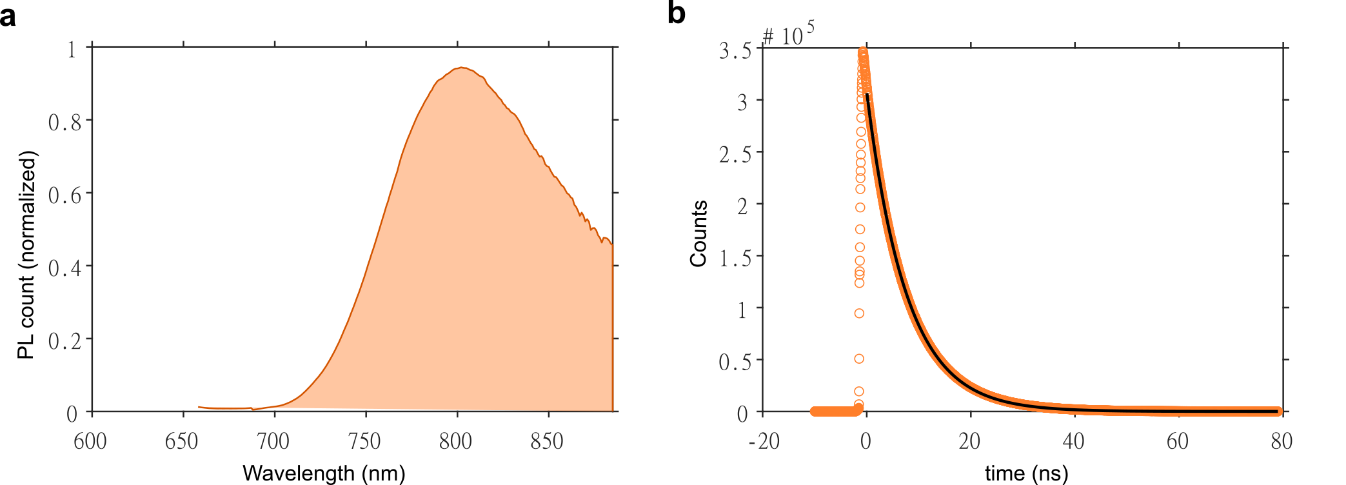 a
PL count (normalized)
1
0.8
0.6
0.4
0.2
0
600 650 700 750 800 850
Wavelength (nm)
b
# 10^5
Counts
3.5
3
2.5
2
1.5
1
0.5
0
-20 0 20 40 60 80
time (ns)